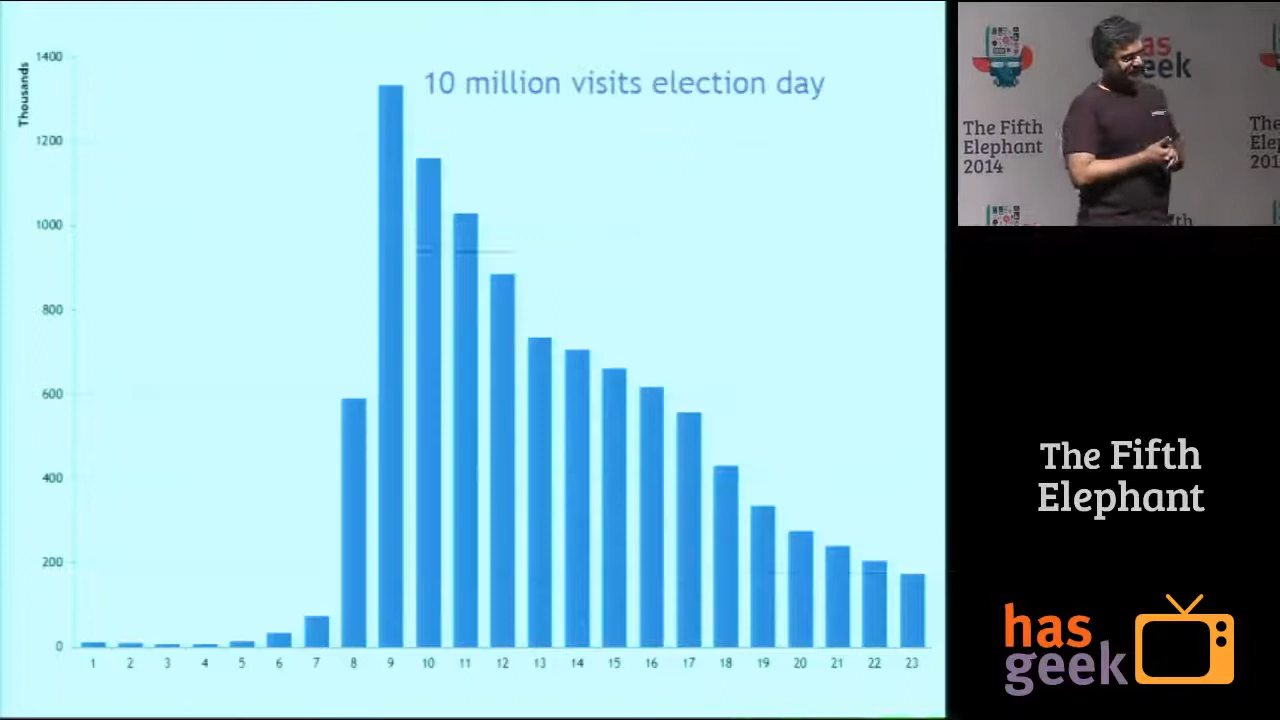 10 million visits election day
Thousands
1400
1200
1000
800
600
400
200
0
1 2 3 4 5 6 7 8 9 10 11 12 13 14 15 16 17 18 19 20 21 22 23
has
geek
The Fifth
Elephant
2014
The Fifth
Elephant
has
geek